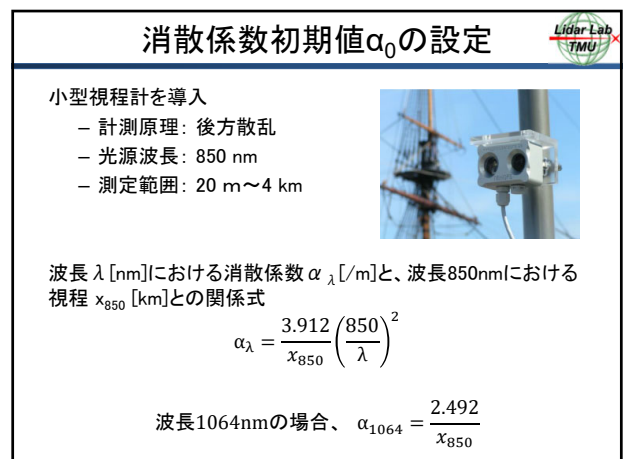 消散係数初期値α₀の設定
Lidar Lab
TMU
小型視程計を導入
– 計測原理: 後方散乱
– 光源波長: 850 nm
– 測定範囲: 20 m～4 km
波長λ[nm]における消散係数α_λ[/m]と、波長850nmにおける
視程 x₈₅₀ [km]との関係式
α_λ = 3.912/x₈₅₀ (850/λ)²
波長1064nmの場合、 α₁₀₆₄ = 2.492/x₈₅₀